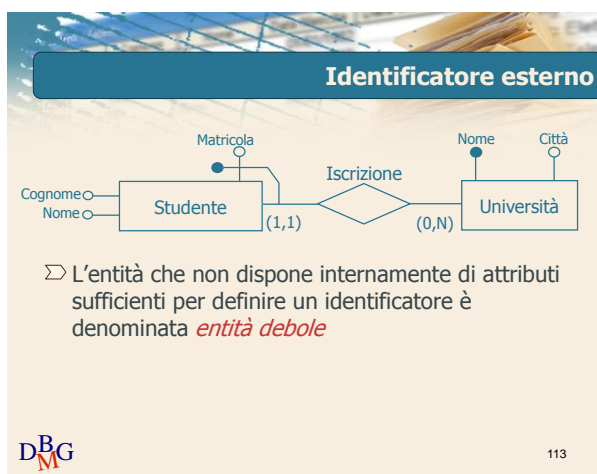 Identificatore esterno
Matricola
Nome
Città
Iscrizione
Cognome
Nome
Studente
Università
(1,1)
(0,N)
L'entità che non dispone internamente di attributi
sufficienti per definire un identificatore è
denominata entità debole
DBMG
113